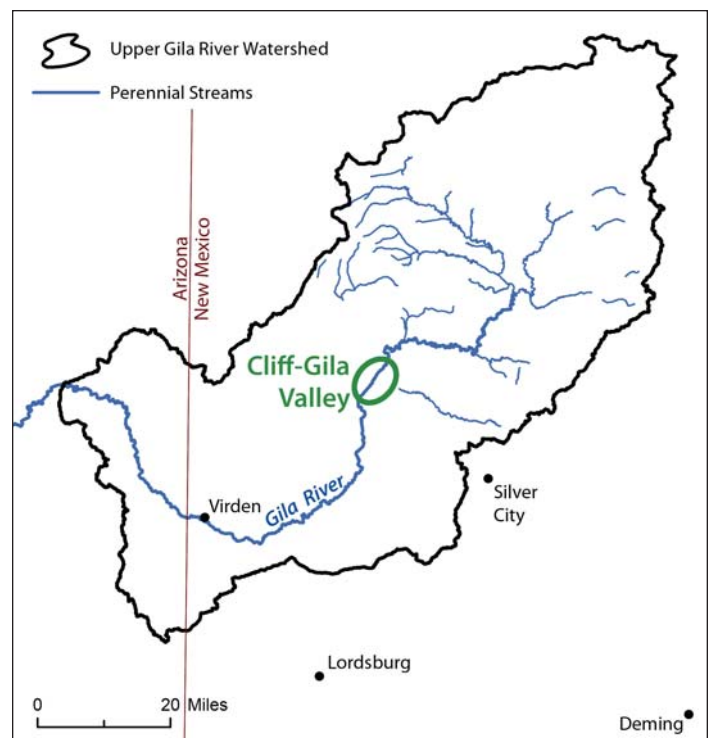 Upper Gila River Watershed
Perennial Streams
Arizona
New Mexico
Cliff-Gila
Valley
Gila River
Virden
Silver
City
Lordsburg
0 20 Miles
Deming